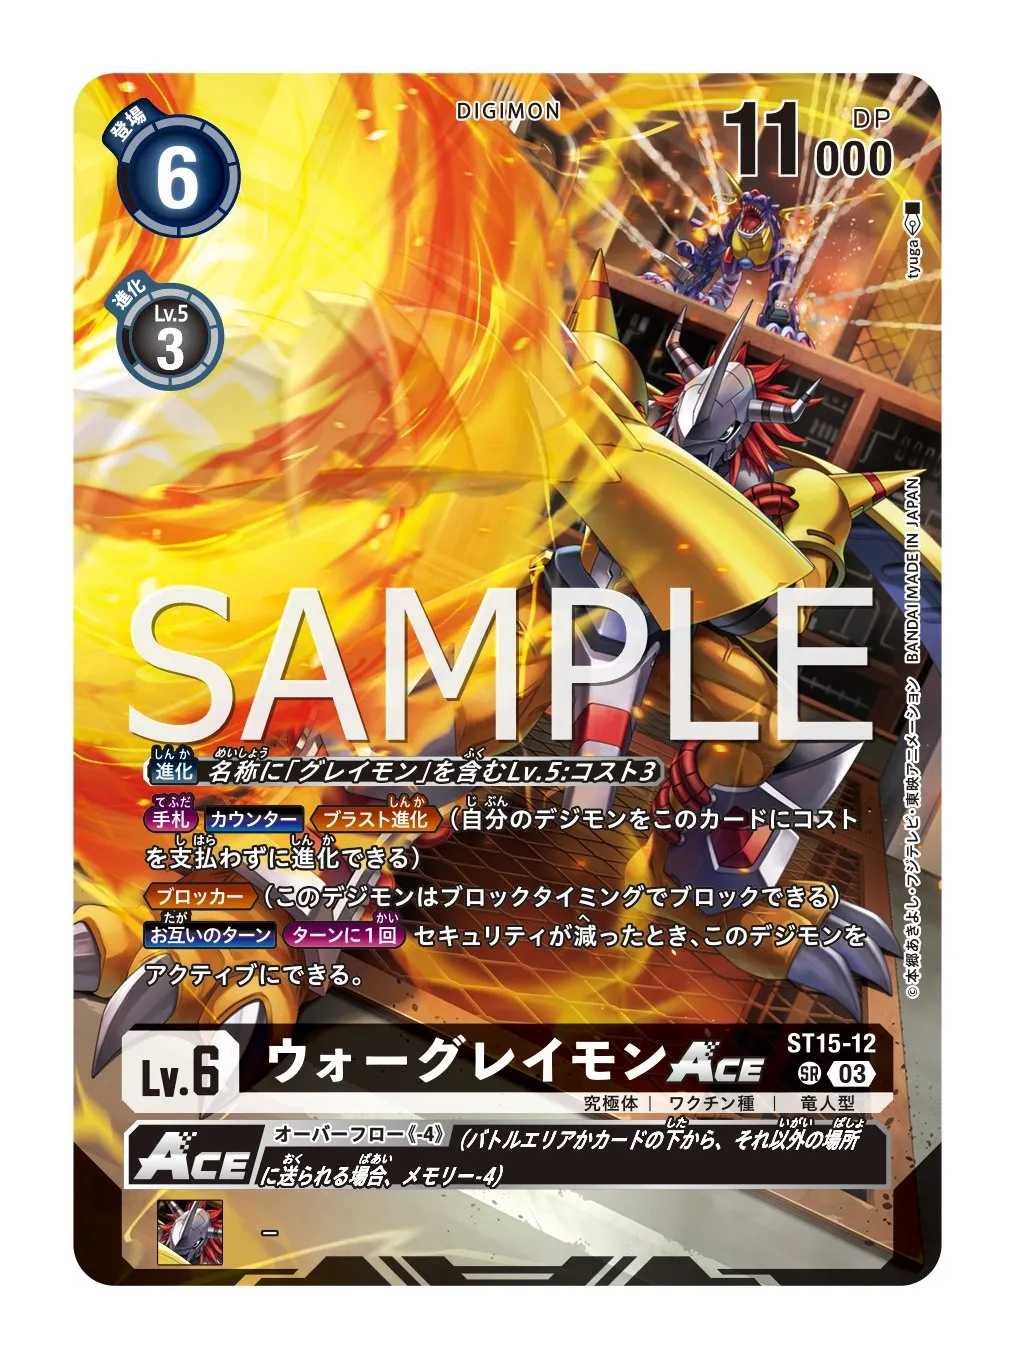 DIGIMON
登場
6
11000
DP
進化
Lv.5
3
tyuga
SAMPLE
進化 名称に「グレイモン」を含むLv.5:コスト3
手札 カウンター ブラスト進化 (自分のデジモンをこのカードにコスト
を支払わずに進化できる)
ブロッカー (このデジモンはブロックタイミングでブロックできる)
お互いのターン ターンに1回 セキュリティが減ったとき、このデジモンを
アクティブにできる。
©本郷あきよし・フジテレビ・東映アニメーション BANDAI MADE IN JAPAN
Lv.6
ウォーグレイモン ACE
ST15-12
SR 03
究極体 | ワクチン種 | 竜人型
ACE
オーバーフロー《-4》 (バトルエリアかカードの下から、それ以外の場所
に送られる場合、メモリー-4)
–